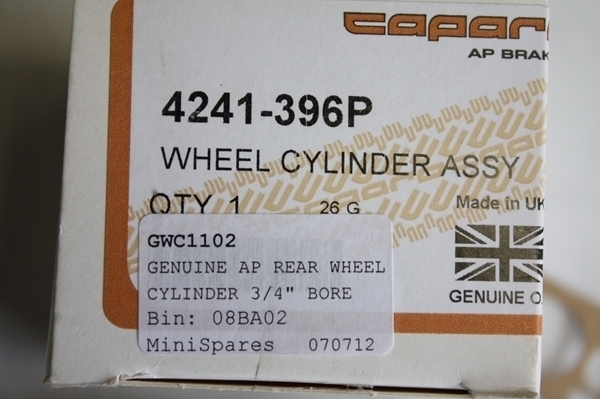 AP BRAK
4241-396P
WHEEL CYLINDER ASSY
QTY 1 26 G
Made in UK
GENUINE O
GWC1102
GENUINE AP REAR WHEEL
CYLINDER 3/4" BORE
Bin: 08BA02
MiniSpares 070712